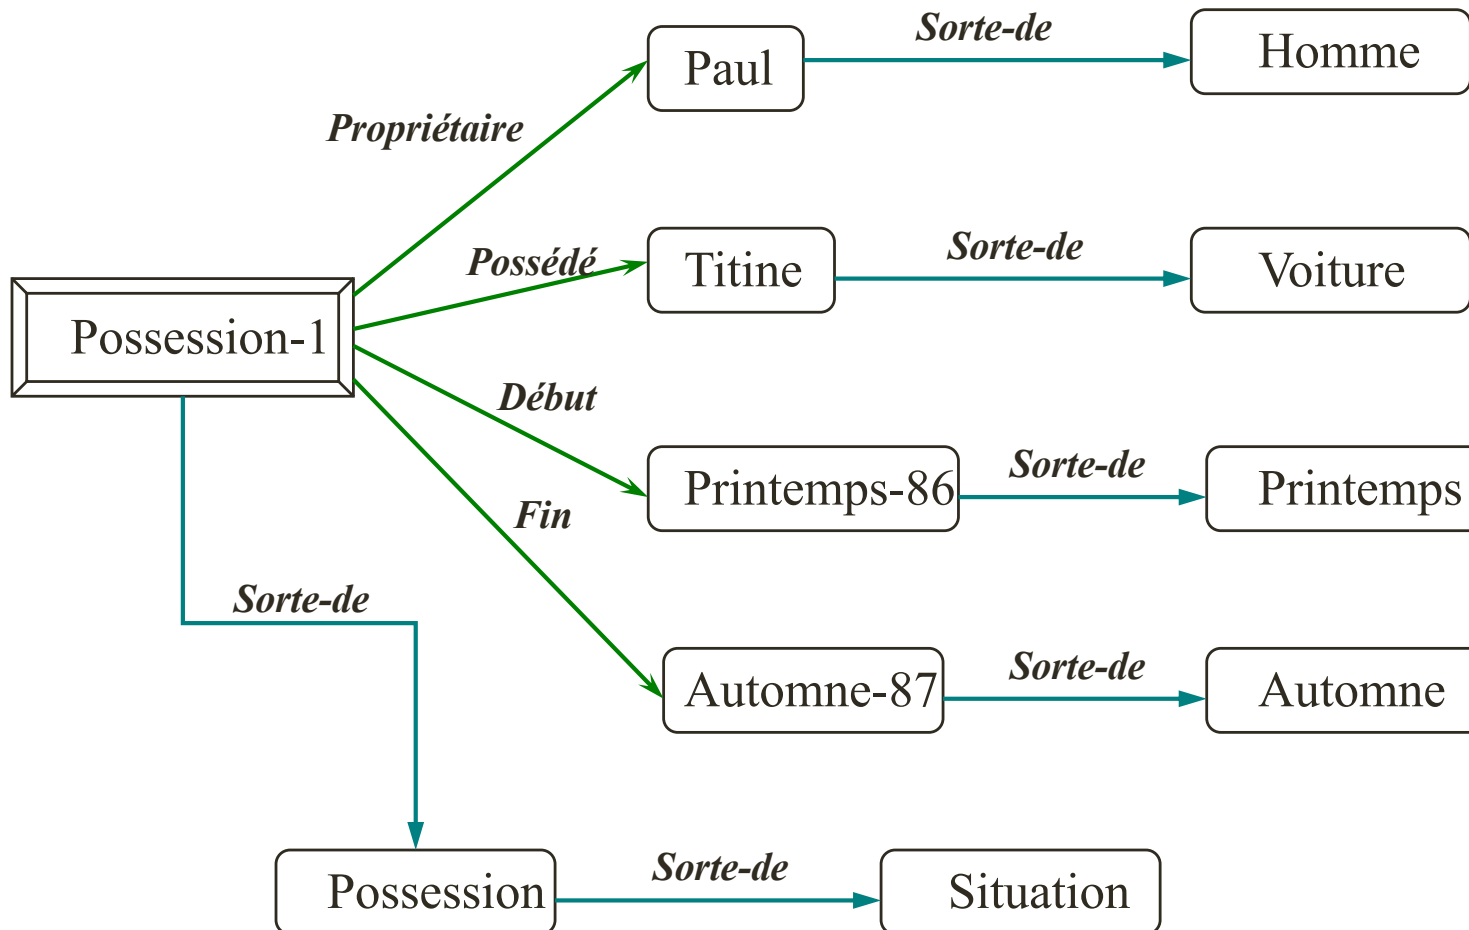 Sorte-de
Paul
Homme
Propriétaire
Possédé
Sorte-de
Titine
Voiture
Possession-1
Début
Sorte-de
Printemps-86
Printemps
Fin
Sorte-de
Automne-87
Automne
Sorte-de
Possession
Sorte-de
Situation